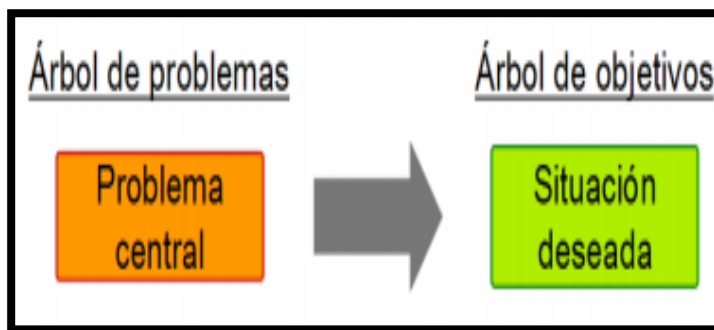 Árbol de problemas
Árbol de objetivos
Problema
central
Situación
deseada